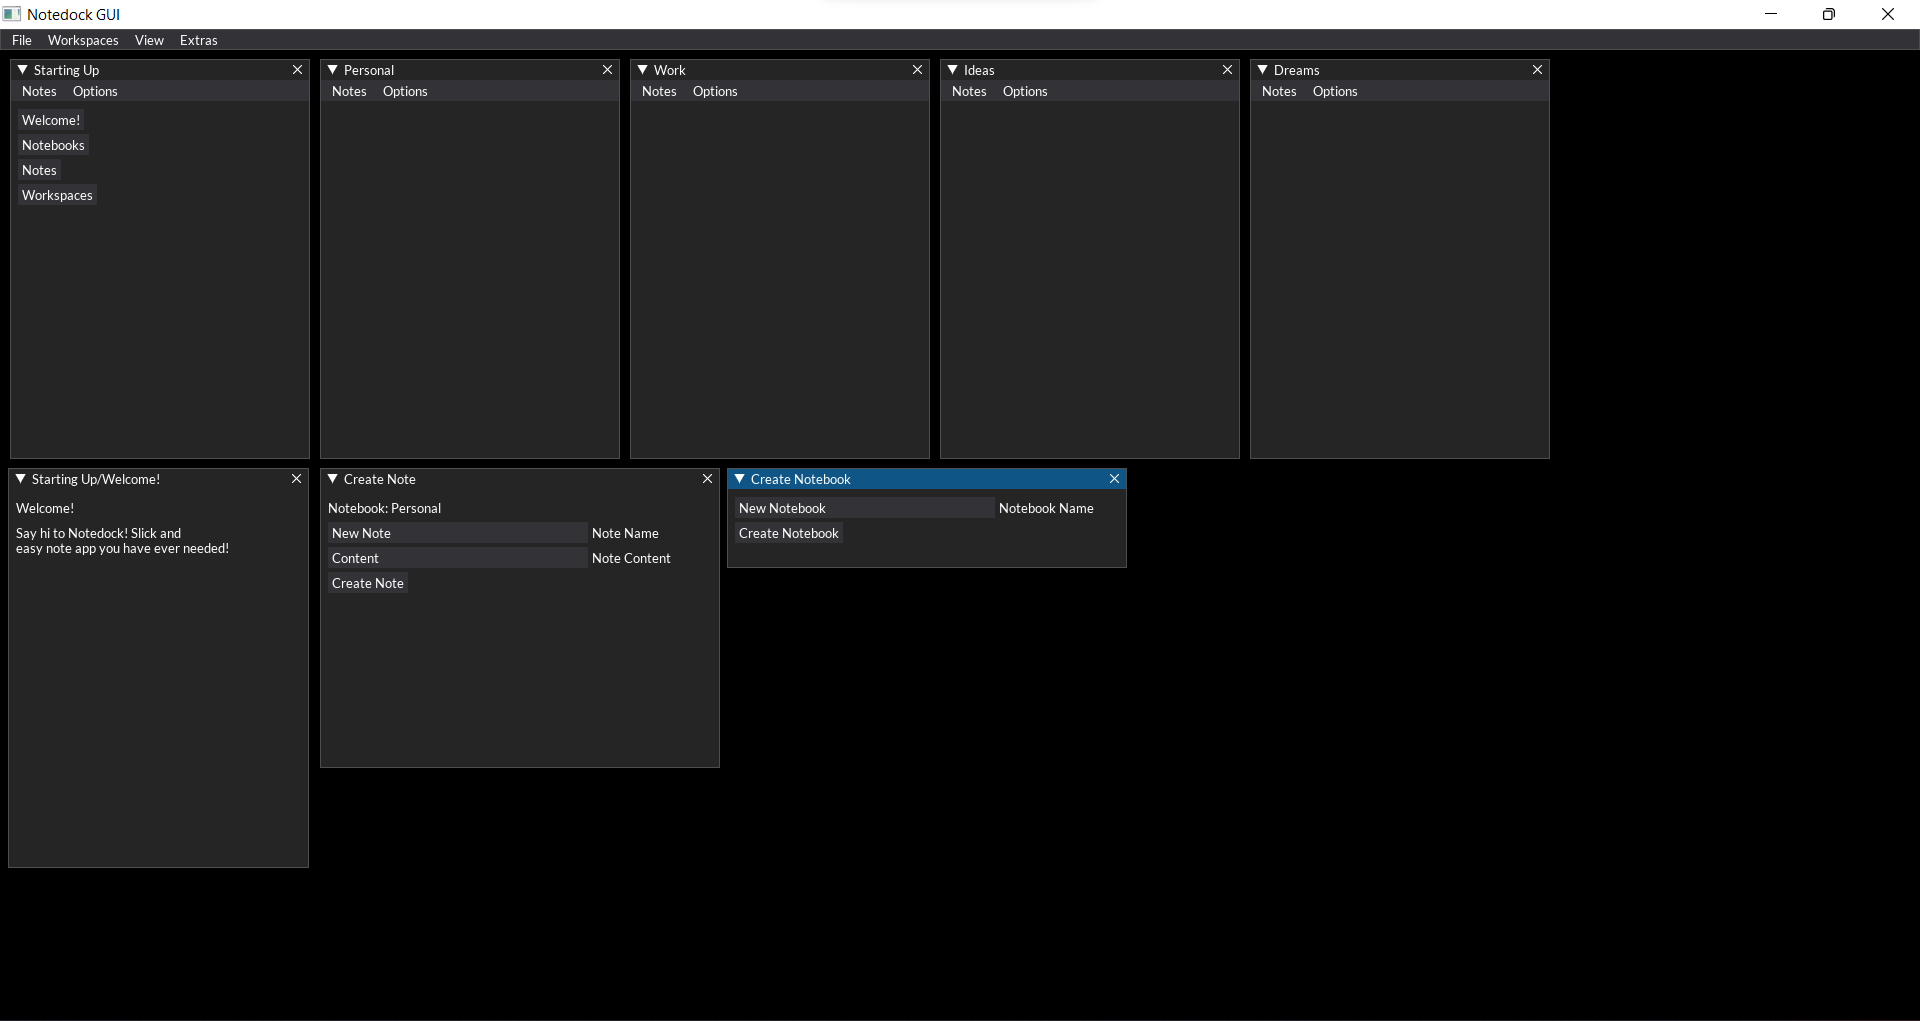 Notedock GUI
File Workspaces View Extras
Starting Up
Notes Options
Welcome!
Notebooks
Notes
Workspaces
Personal
Notes Options
Work
Notes Options
Ideas
Notes Options
Dreams
Notes Options
Starting Up/Welcome!
Welcome!
Say hi to Notedock! Slick and
easy note app you have ever needed!
Create Note
Notebook: Personal
New Note Note Name
Content Note Content
Create Note
Create Notebook
New Notebook Notebook Name
Create Notebook